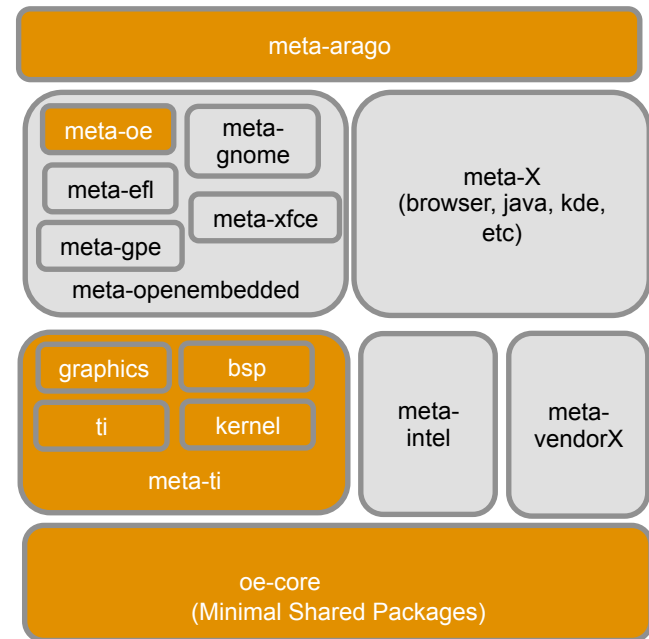 meta-arago
meta-oe
meta-
gnome
meta-efl
meta-xfce
meta-gpe
meta-openembedded
meta-X
(browser, java, kde,
etc)
graphics
bsp
ti
kernel
meta-ti
meta-
intel
meta-
vendorX
oe-core
(Minimal Shared Packages)